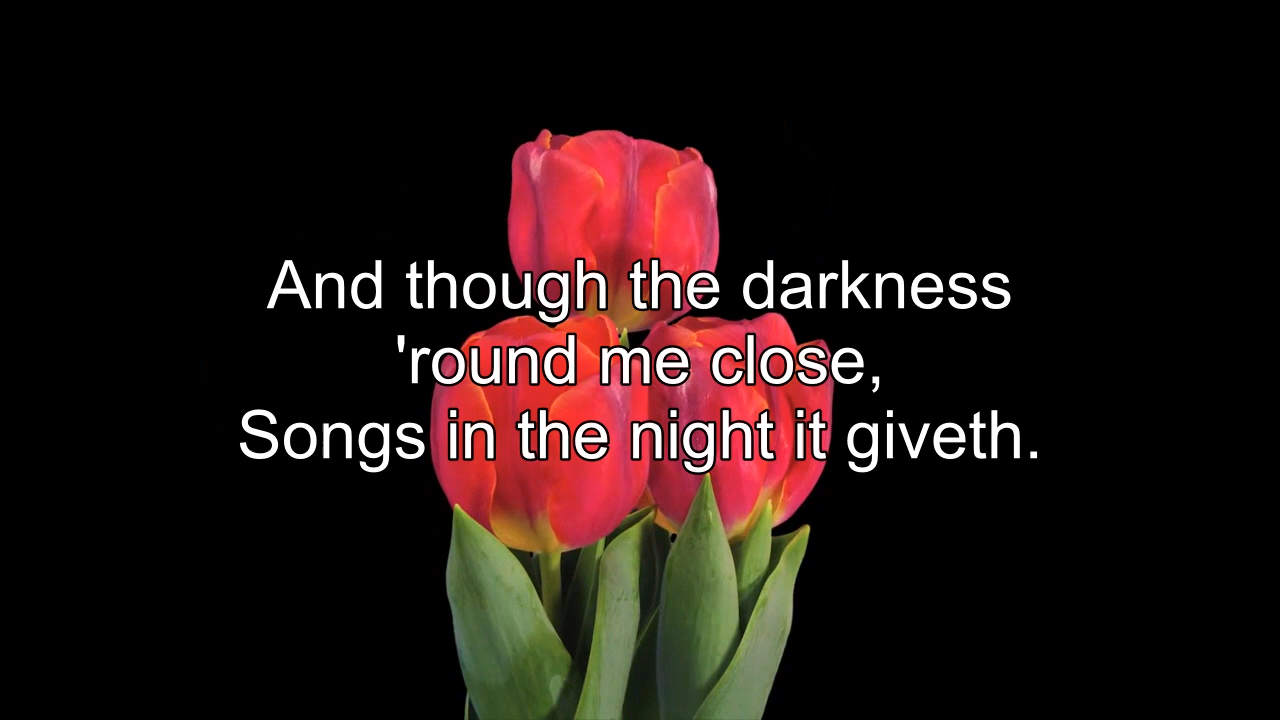 And though the darkness
'round me close,
Songs in the night it giveth.